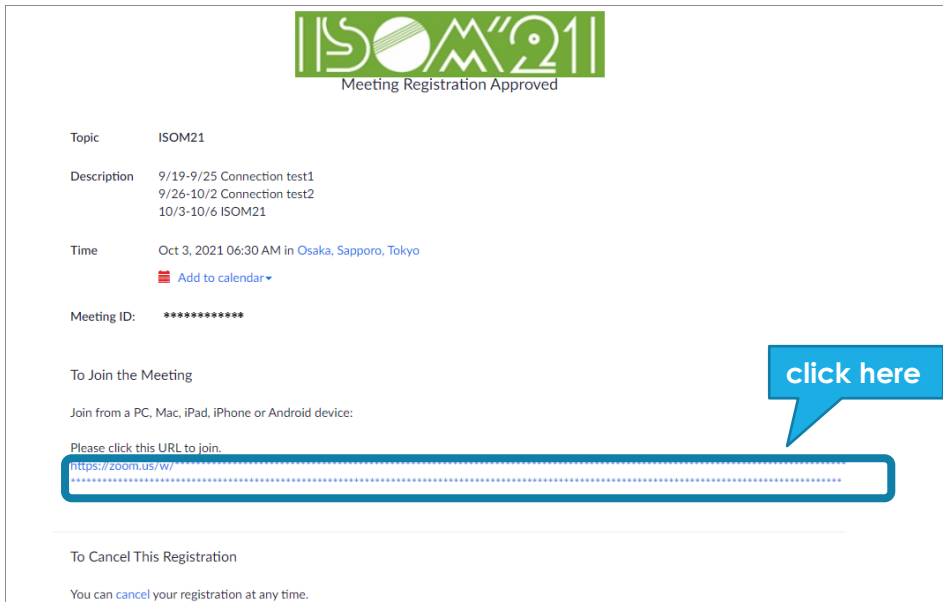 ISOM"21
Meeting Registration Approved
Topic ISOM21
Description 9/19-9/25 Connection test1
9/26-10/2 Connection test2
10/3-10/6 ISOM21
Time Oct 3, 2021 06:30 AM in Osaka, Sapporo, Tokyo
Add to calendar
Meeting ID: ************
To Join the Meeting
click here
Join from a PC, Mac, iPad, iPhone or Android device:
Please click this URL to join.
https://zoom.us/w/****************************************************************************************************************************
****************************************************************************************************************************************************
To Cancel This Registration
You can cancel your registration at any time.